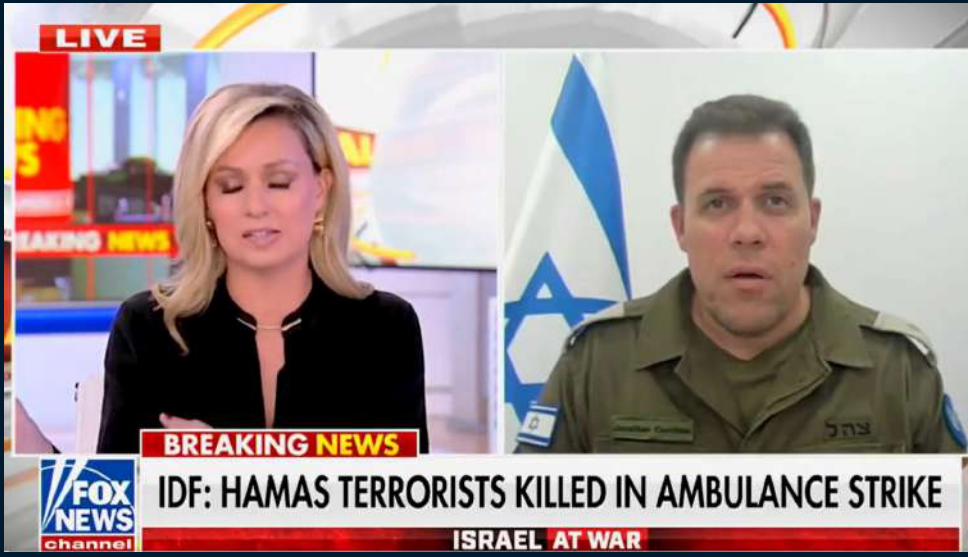 LIVE
ING
S
EAKING NEWS
צה"ל
BREAKING NEWS
FOX
NEWS
channel
IDF: HAMAS TERRORISTS KILLED IN AMBULANCE STRIKE
ISRAEL AT WAR